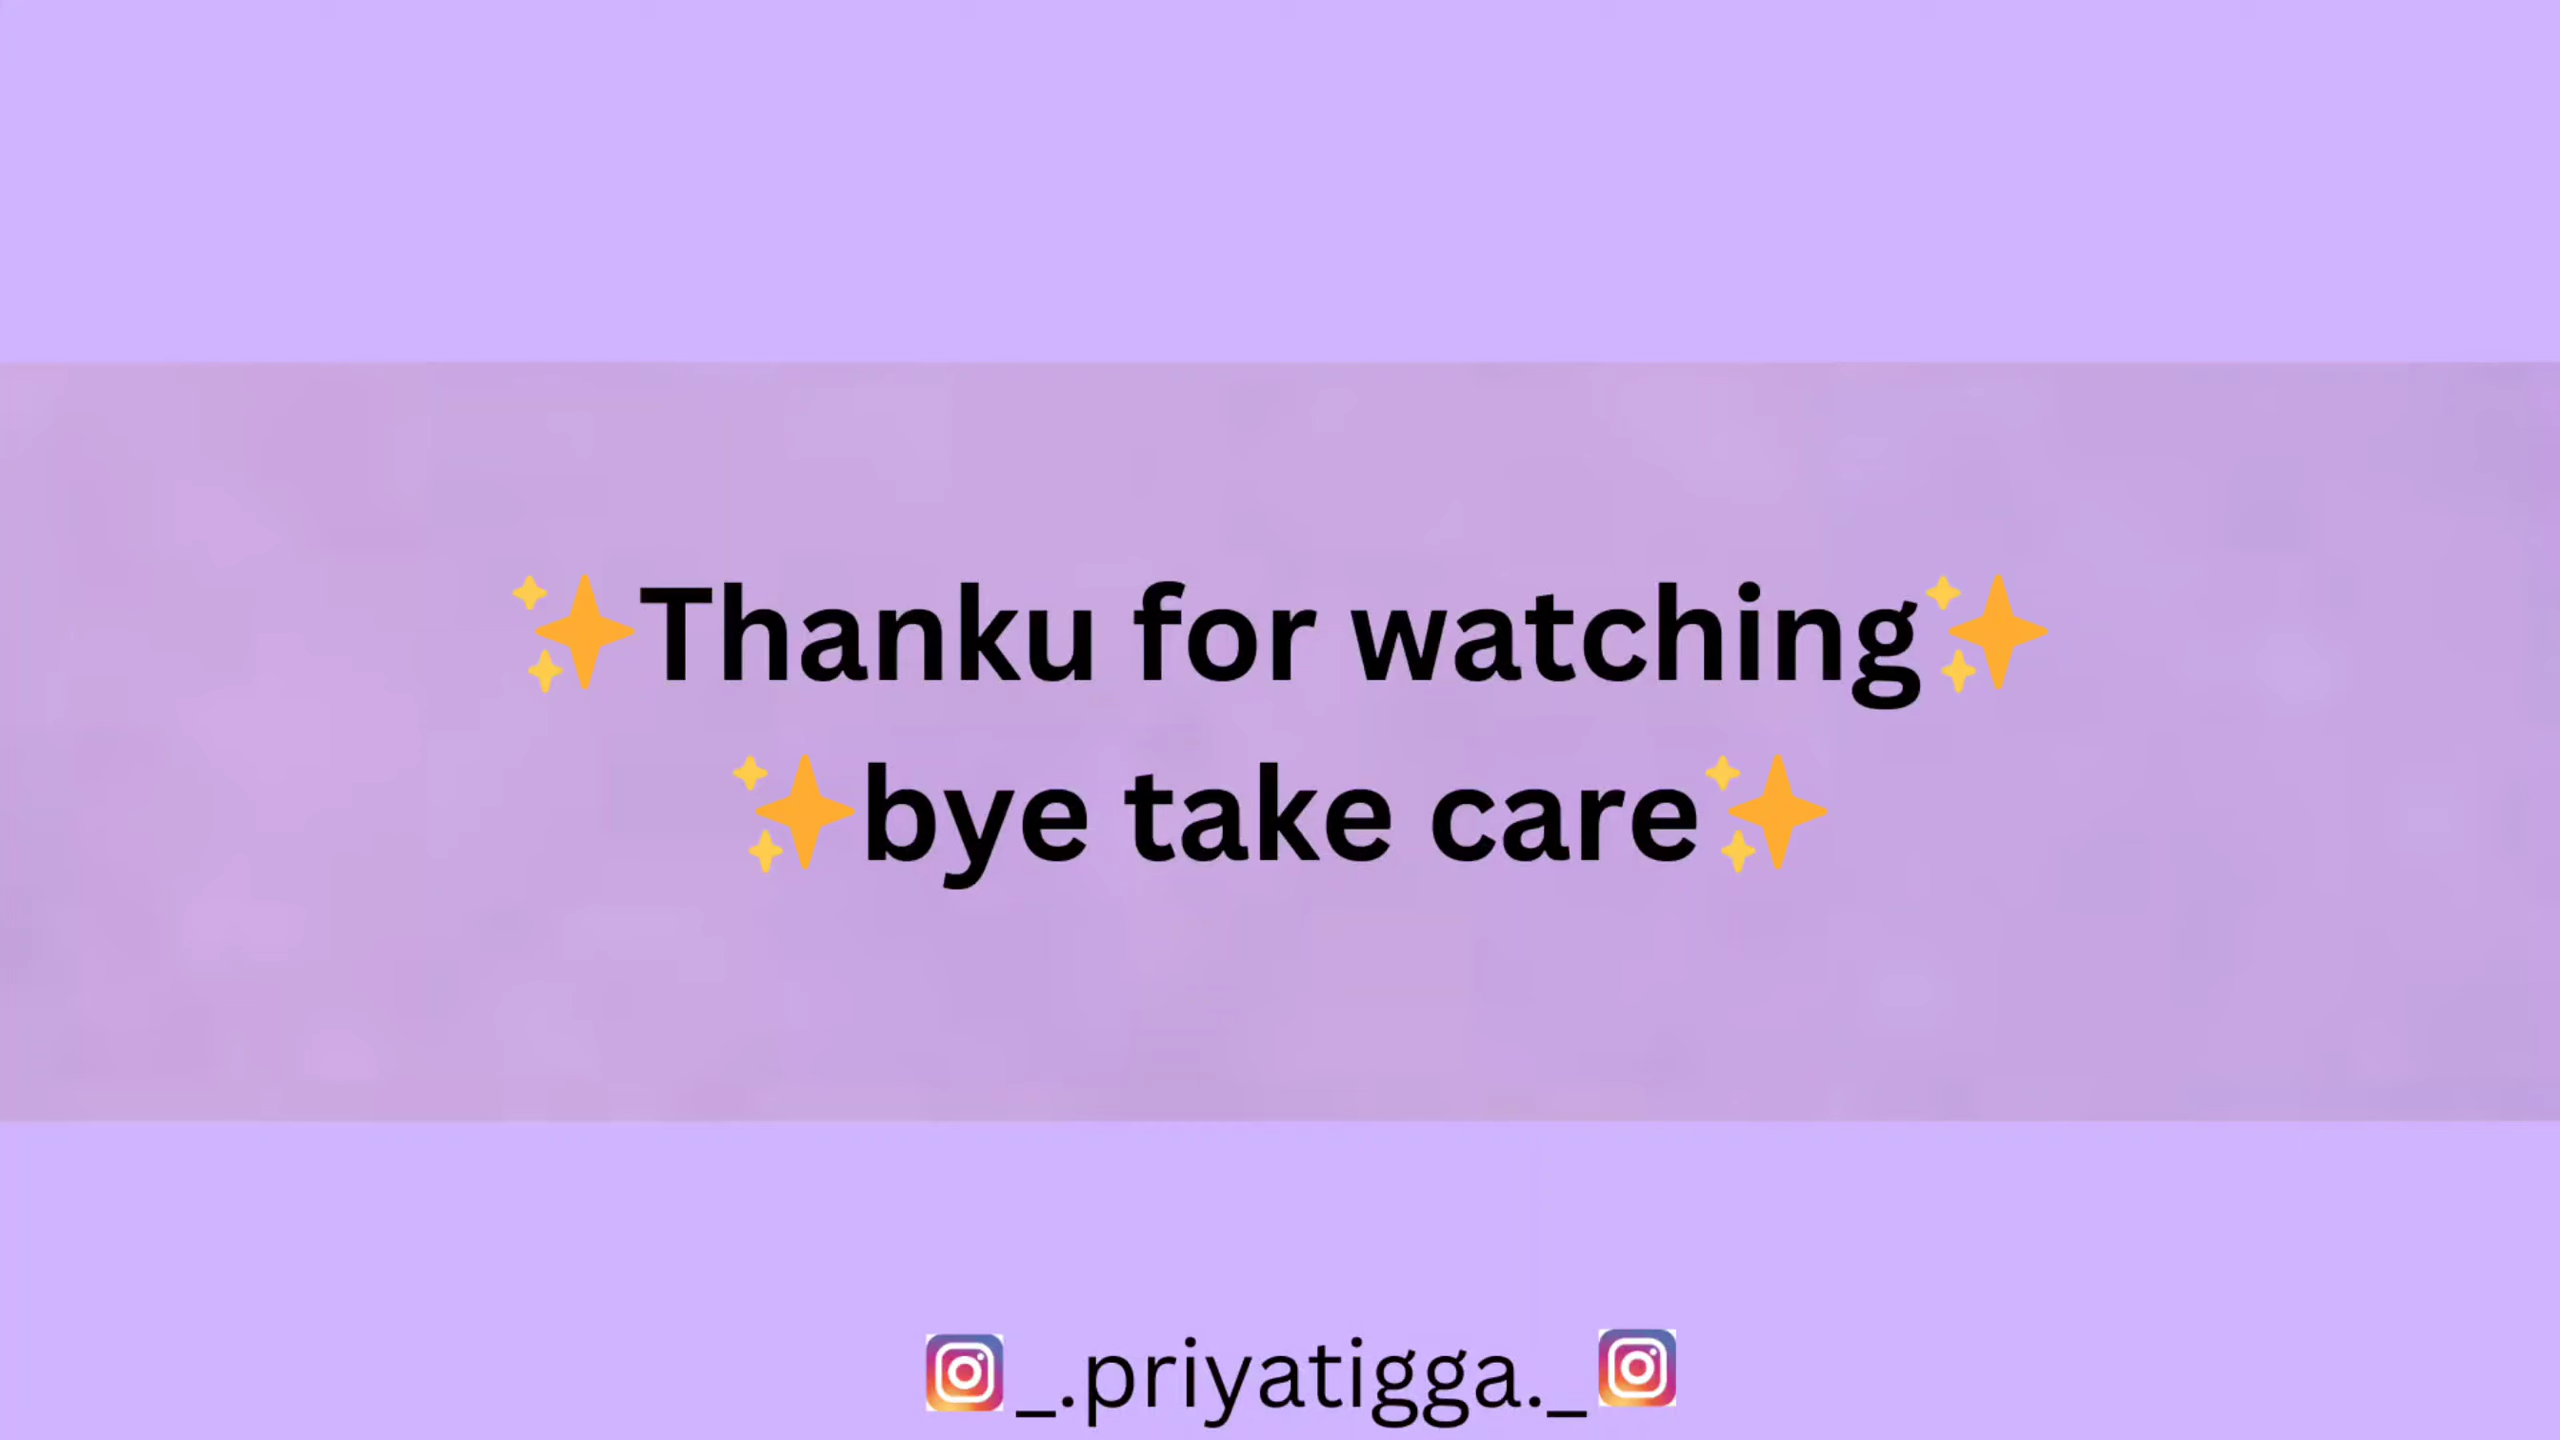 ✨Thanku for watching✨
✨bye take care✨
_.priyatigga._